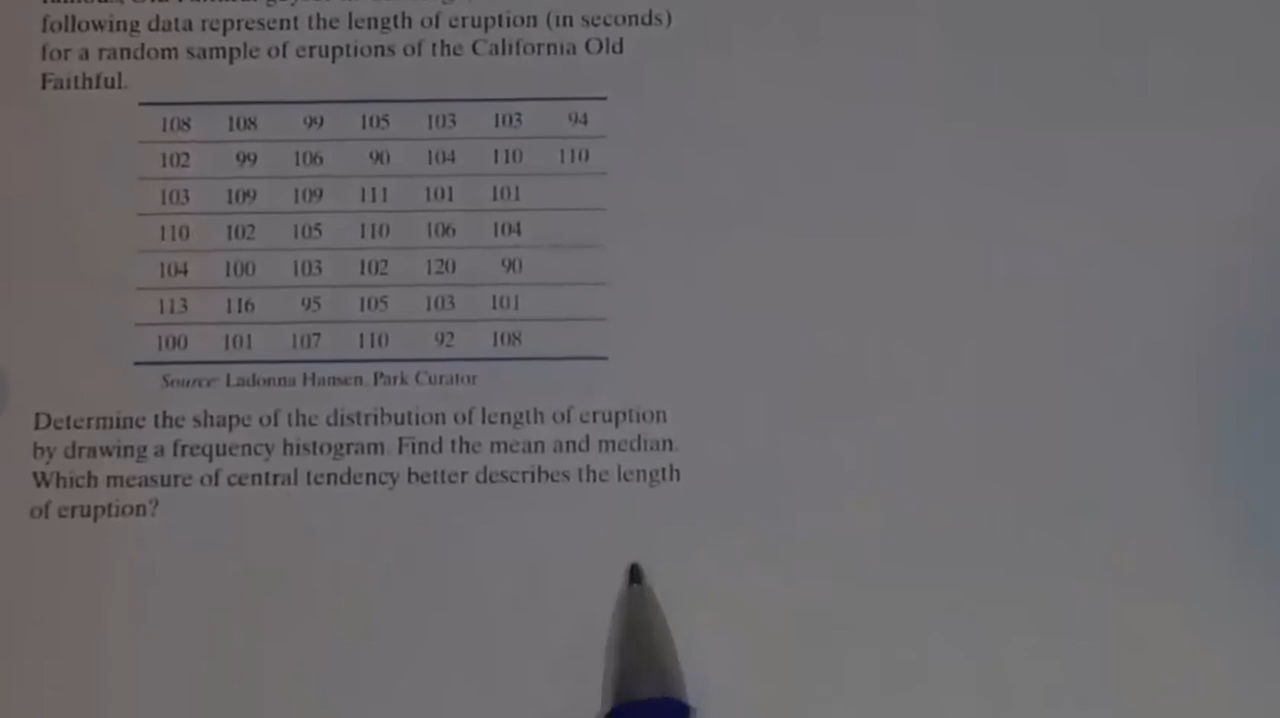 following data represent the length of eruption (in seconds)
for a random sample of eruptions of the California Old
Faithful.
108 108 99 105 103 103 94
102 99 106 90 104 110 110
103 109 109 111 101 101
110 102 105 110 106 104
104 100 103 102 120 90
113 116 95 105 103 101
100 101 107 110 92 108
Source: Ladonna Hansen, Park Curator
Determine the shape of the distribution of length of eruption
by drawing a frequency histogram. Find the mean and median.
Which measure of central tendency better describes the length
of eruption?